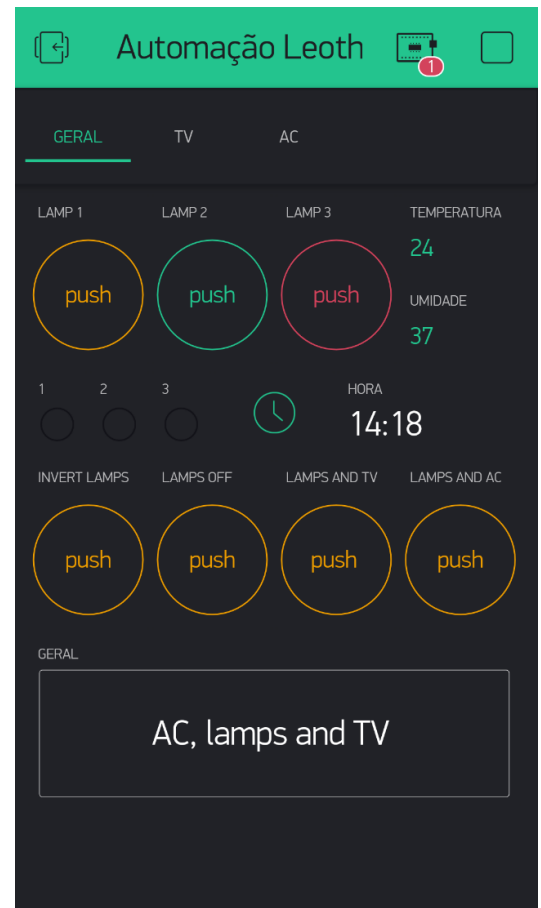 Automação Leoth
1
GERAL TV AC
LAMP 1 LAMP 2 LAMP 3 TEMPERATURA
24
push push push
UMIDADE
37
1 2 3 HORA
14:18
INVERT LAMPS LAMPS OFF LAMPS AND TV LAMPS AND AC
push push push push
GERAL
AC, lamps and TV